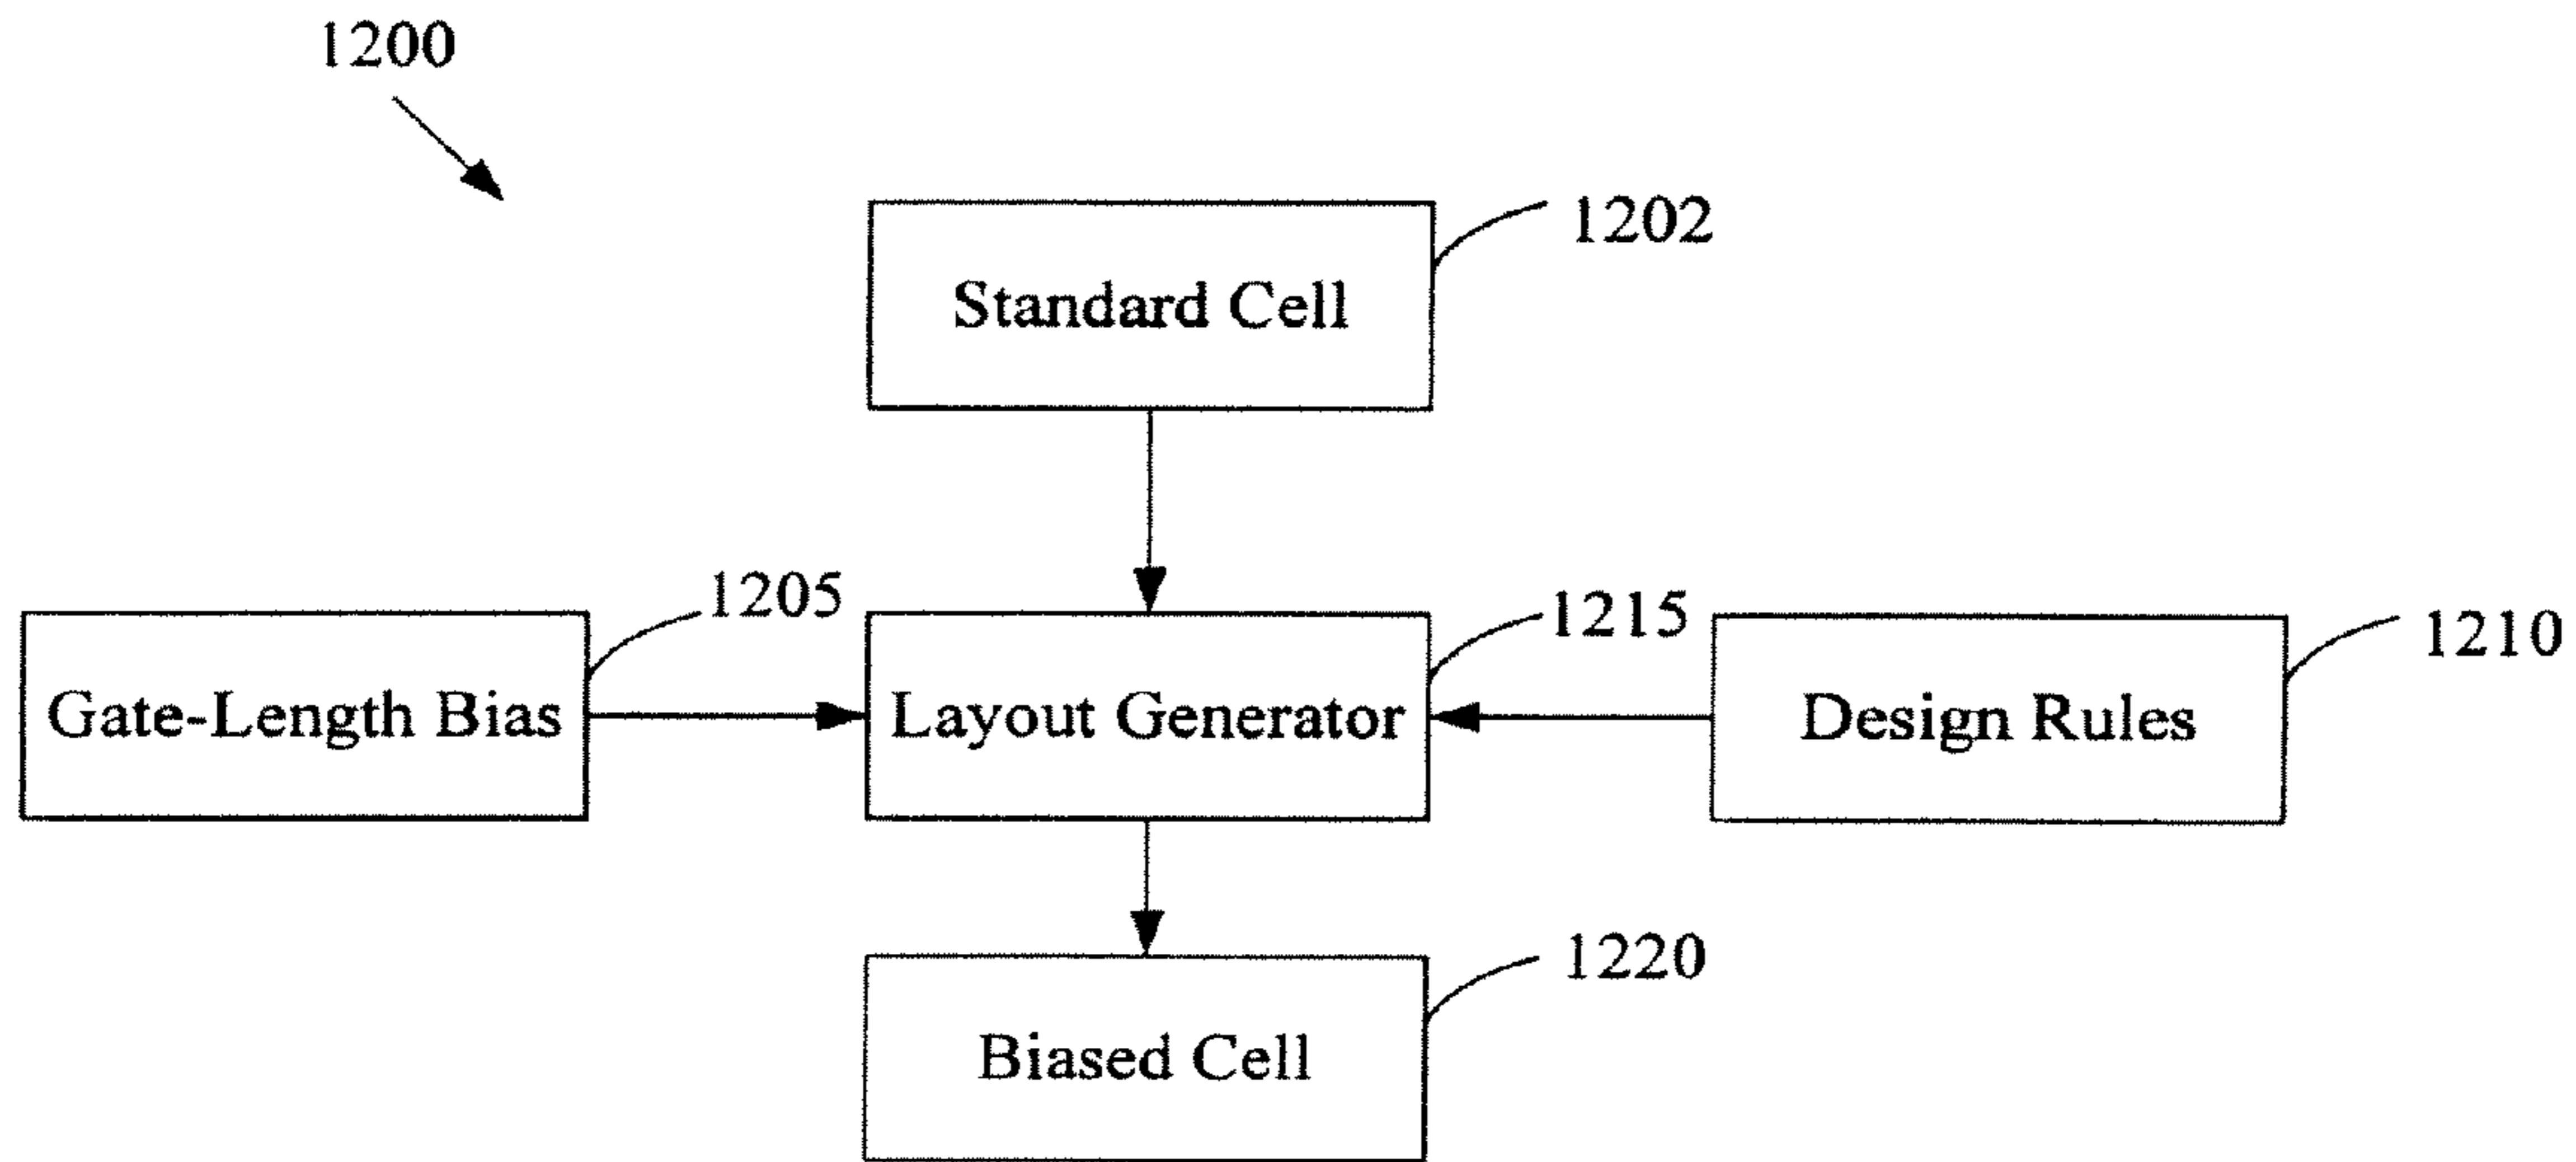 1200
1202
Standard Cell
1205
1215
1210
Gate-Length Bias
Layout Generator
Design Rules
1220
Biased Cell